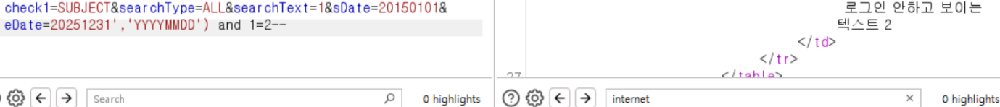 check1=SUBJECT&searchType=ALL&searchText=1&sDate=20150101&
eDate=20251231','YYYYMMDD') and 1=2--
Search
0 highlights
로그인 안하고 보이는
텍스트 2
</td>
</tr>
27
</table>
internet
0 highlights